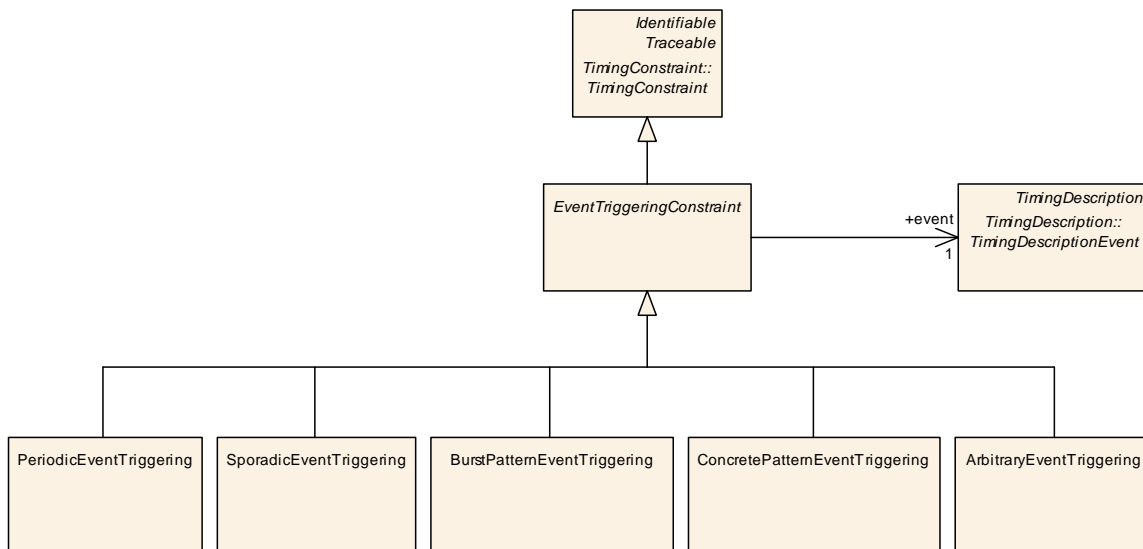 Identifiable
Traceable
TimingConstraint::
TimingConstraint
EventTriggeringConstraint
+event
1
TimingDescription
TimingDescription::
TimingDescriptionEvent
PeriodicEventTriggering
SporadicEventTriggering
BurstPatternEventTriggering
ConcretePatternEventTriggering
ArbitraryEventTriggering